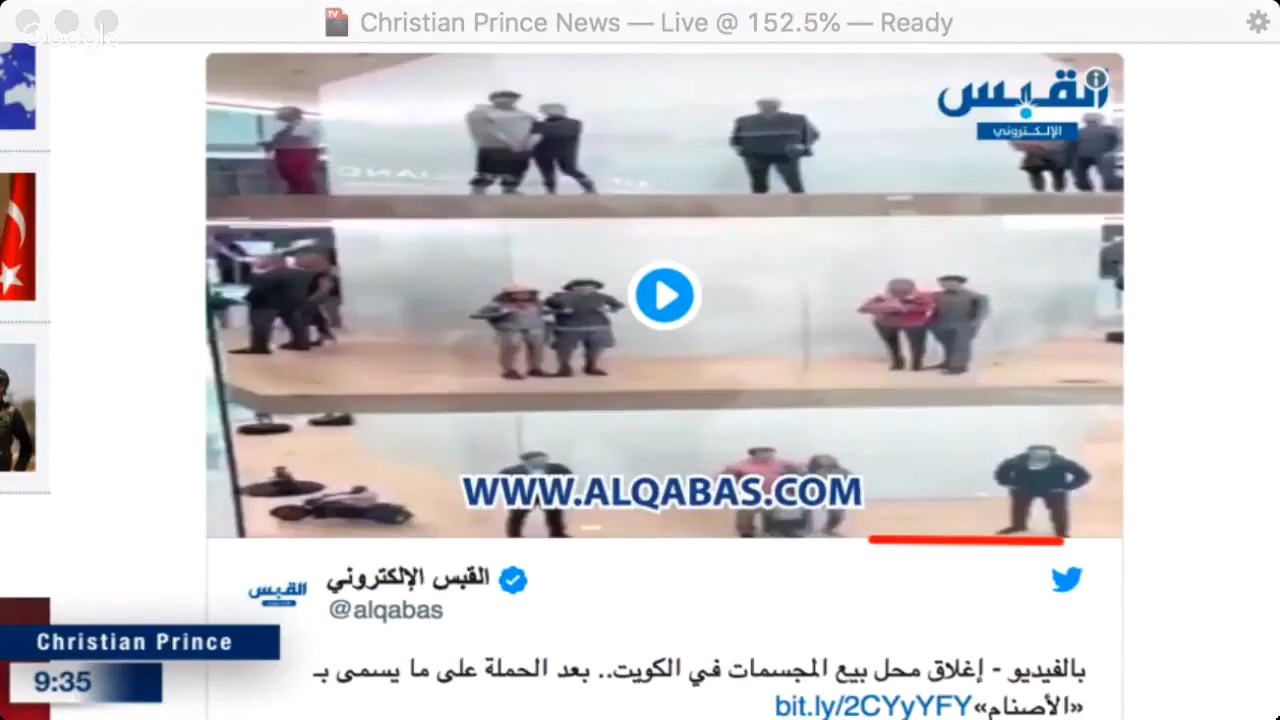 Christian Prince News — Live @ 152.5% — Ready
Google
القبس
الإلكتروني
WWW.ALQABAS.COM
القبس الإلكتروني
@alqabas
القبس
Christian Prince
9:35
بالفيديو - إغلاق محل بيع المجسمات في الكويت.. بعد الحملة على ما يسمى بـ
«الأصنام»bit.ly/2CYyYFY